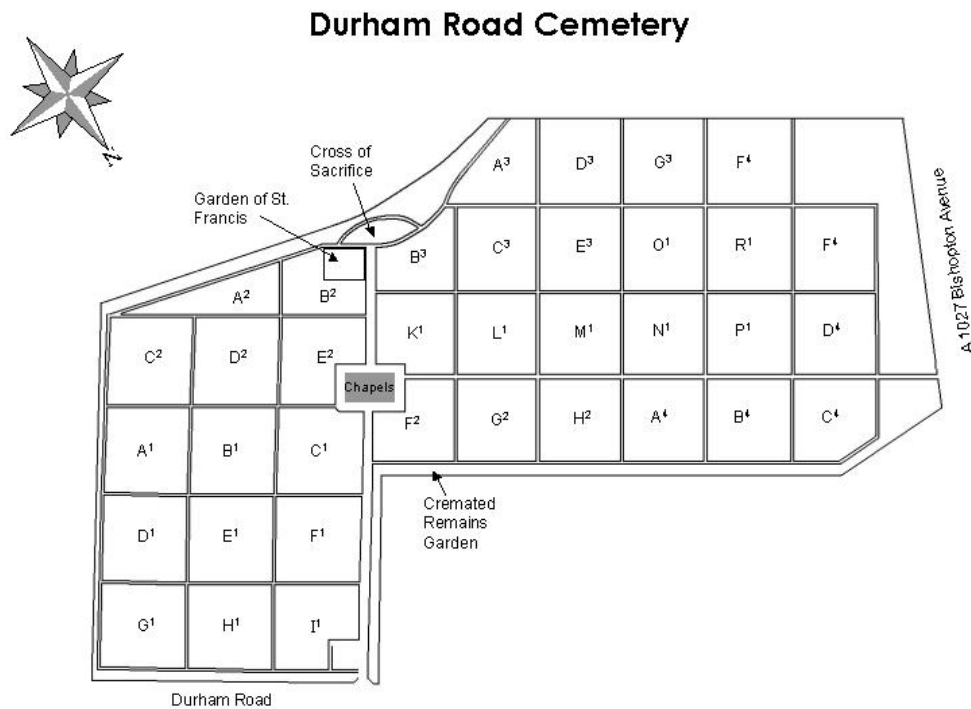 Durham Road Cemetery
N
Cross of
Sacrifice
Garden of St.
Francis
A³ D³ G³ F⁴
A1027 Bishopton Avenue
B³ C³ E³ O¹ R¹ F⁴
A² B²
K¹ L¹ M¹ N¹ P¹ D⁴
C² D² E²
Chapels
F² G² H² A⁴ B⁴ C⁴
A¹ B¹ C¹
Cremated
Remains
Garden
D¹ E¹ F¹
G¹ H¹ I¹
Durham Road